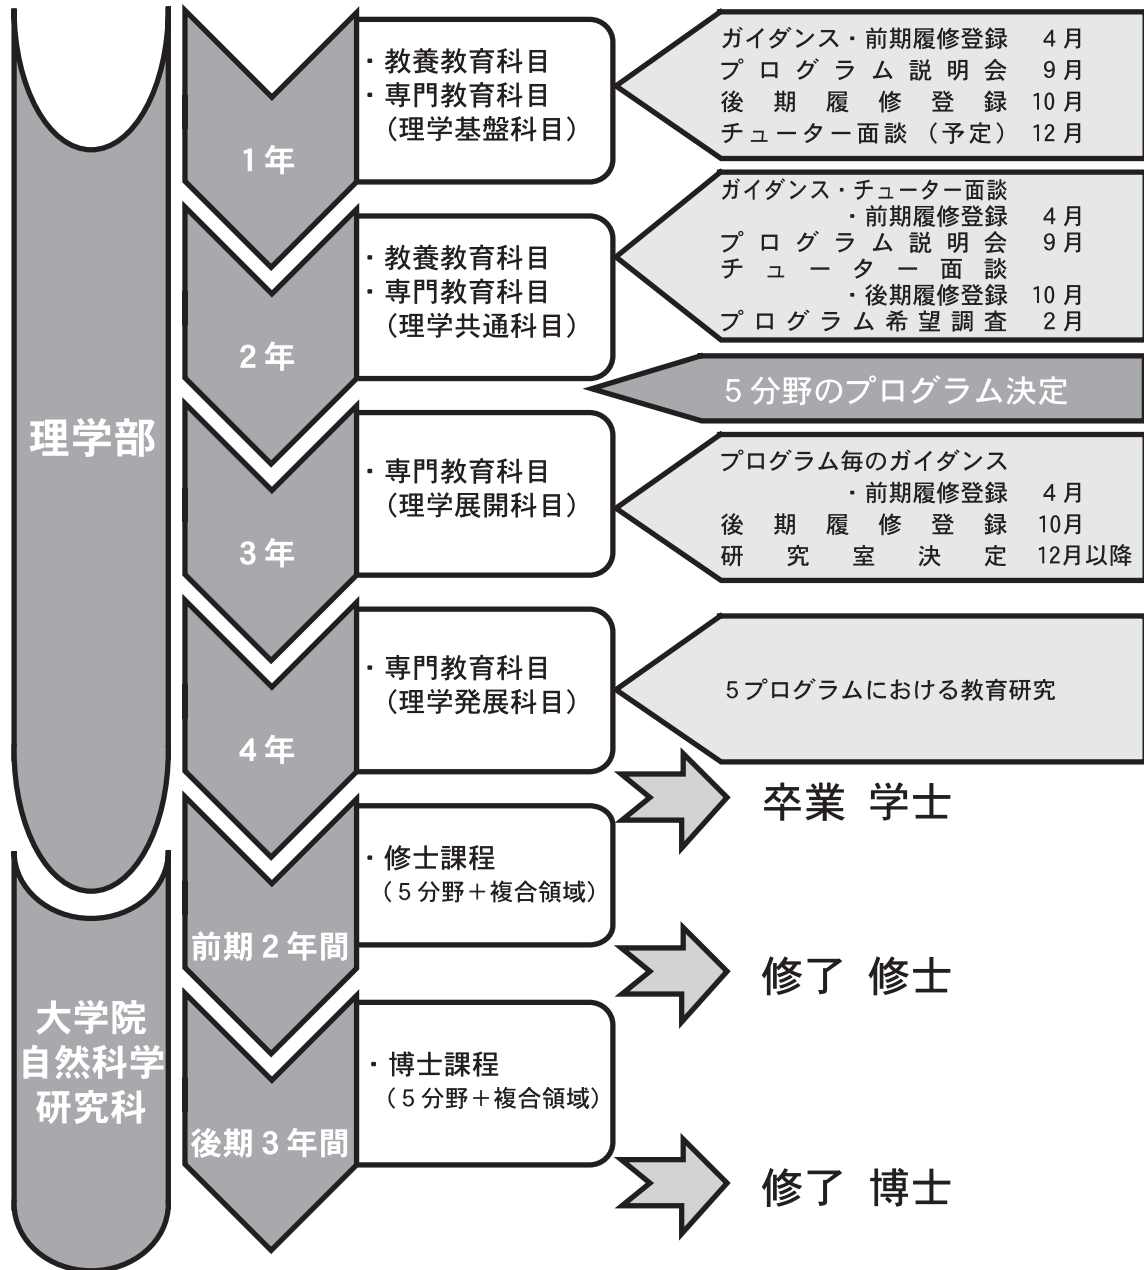 理学部
1年
・教養教育科目
・専門教育科目
(理学基盤科目)
ガイダンス・前期履修登録 4月
プログラム説明会 9月
後期履修登録 10月
チューター面談(予定) 12月
2年
・教養教育科目
・専門教育科目
(理学共通科目)
ガイダンス・チューター面談
・前期履修登録 4月
プログラム説明会 9月
チューター面談
・後期履修登録 10月
プログラム希望調査 2月
5分野のプログラム決定
3年
・専門教育科目
(理学展開科目)
プログラム毎のガイダンス
・前期履修登録 4月
後期履修登録 10月
研究室決定 12月以降
4年
・専門教育科目
(理学発展科目)
5プログラムにおける教育研究
卒業 学士
大学院
自然科学
研究科
前期2年間
・修士課程
(5分野+複合領域)
修了 修士
後期3年間
・博士課程
(5分野+複合領域)
修了 博士